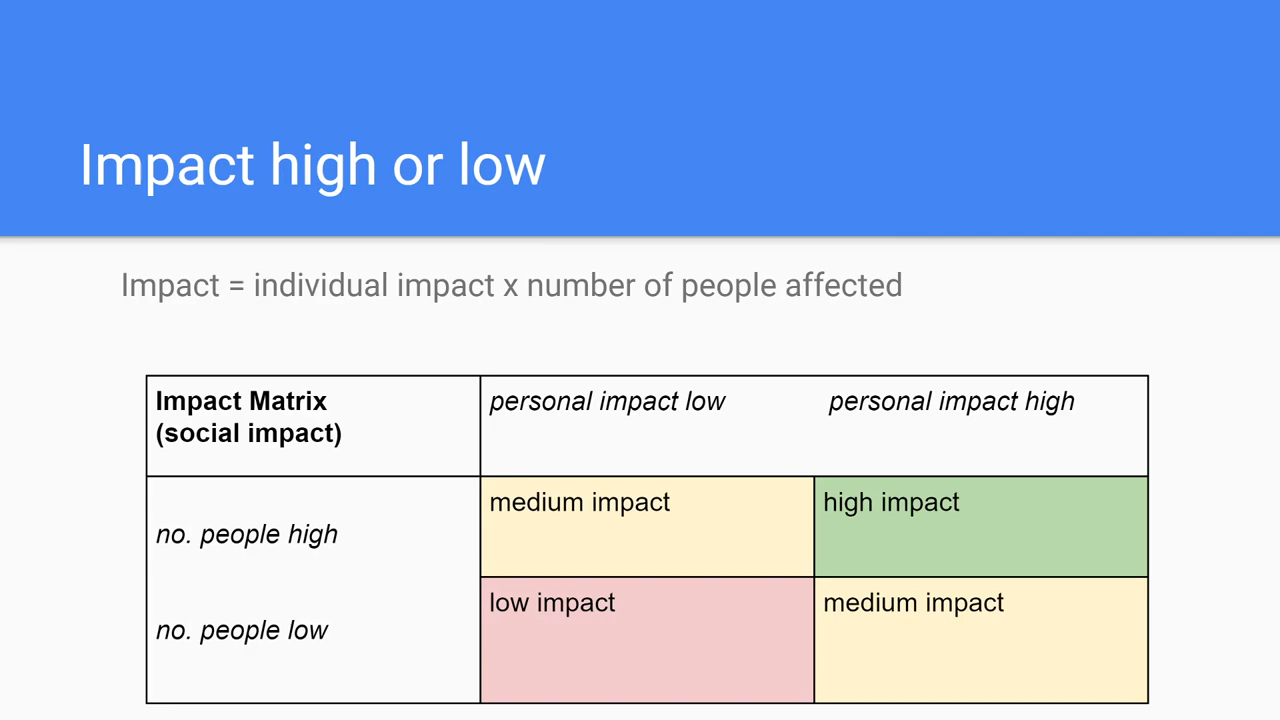 Impact high or low
Impact = individual impact x number of people affected
Impact Matrix
(social impact)
personal impact low
personal impact high
no. people high
medium impact
high impact
no. people low
low impact
medium impact